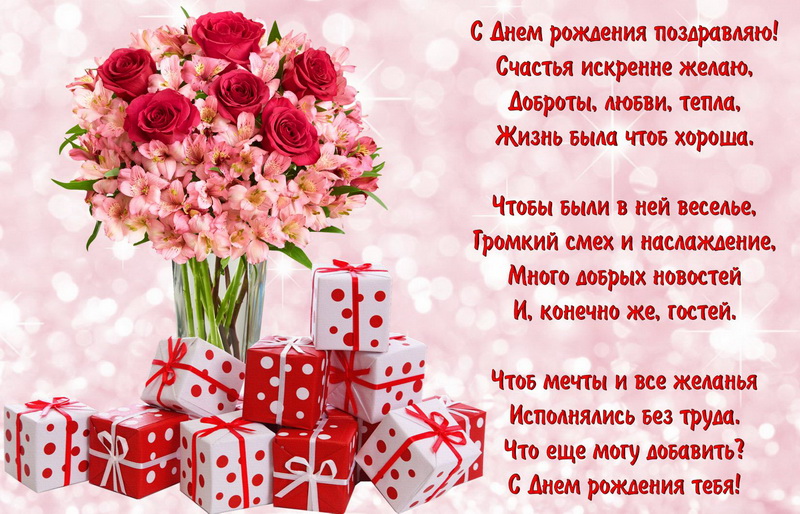 С Днем рождения поздравляю!
Счастья искренне желаю,
Доброты, любви, тепла,
Жизнь была чтоб хороша.
Чтобы были в ней веселье,
Громкий смех и наслаждение,
Много добрых новостей
И, конечно же, гостей.
Чтоб мечты и все желанья
Исполнялись без труда.
Что еще могу добавить?
С Днем рождения тебя!